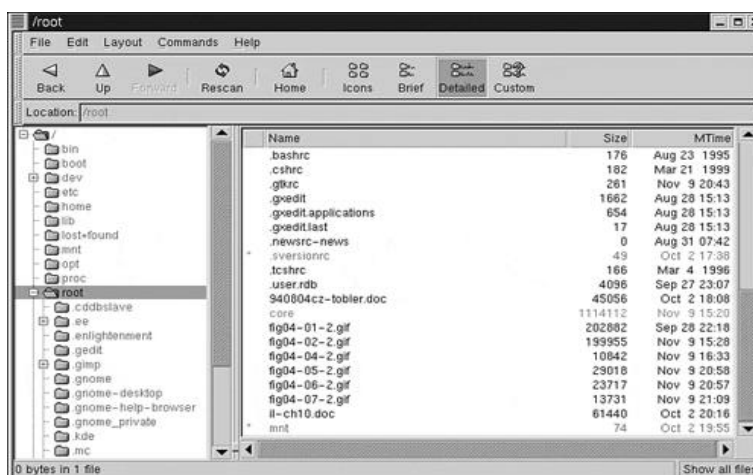 /root
File Edit Layout Commands Help
Back Up Forward Rescan Home Icons Brief Detailed Custom
Location: /root
/
bin
boot
dev
etc
home
lib
lost+found
mnt
opt
proc
root
.cddbslave
.ee
.enlightenment
.gedit
.gimp
.gnome
.gnome-desktop
.gnome-help-browser
.gnome_private
.kde
.mc
Name Size MTime
.bashrc 176 Aug 23 1995
.cshrc 182 Mar 21 1999
.gtkrc 261 Nov 9 20:43
.gxedit 1662 Aug 28 15:13
.gxedit.applications 654 Aug 28 15:13
.gxedit.last 17 Aug 28 15:13
.newsrc-news 0 Aug 31 07:42
.sversionrc 49 Oct 2 17:38
.tcshrc 166 Mar 4 1996
.user.rdb 4096 Sep 27 23:07
940804cz-tobler.doc 45056 Oct 2 18:08
core 1114112 Nov 9 15:20
fig04-01-2.gif 202882 Sep 28 22:18
fig04-02-2.gif 199955 Nov 9 15:28
fig04-04-2.gif 10842 Nov 9 16:33
fig04-05-2.gif 29018 Nov 9 20:58
fig04-06-2.gif 23717 Nov 9 20:57
fig04-07-2.gif 13731 Nov 9 21:09
il-ch10.doc 61440 Oct 2 20:16
mnt 74 Oct 2 19:55
0 bytes in 1 file Show all files